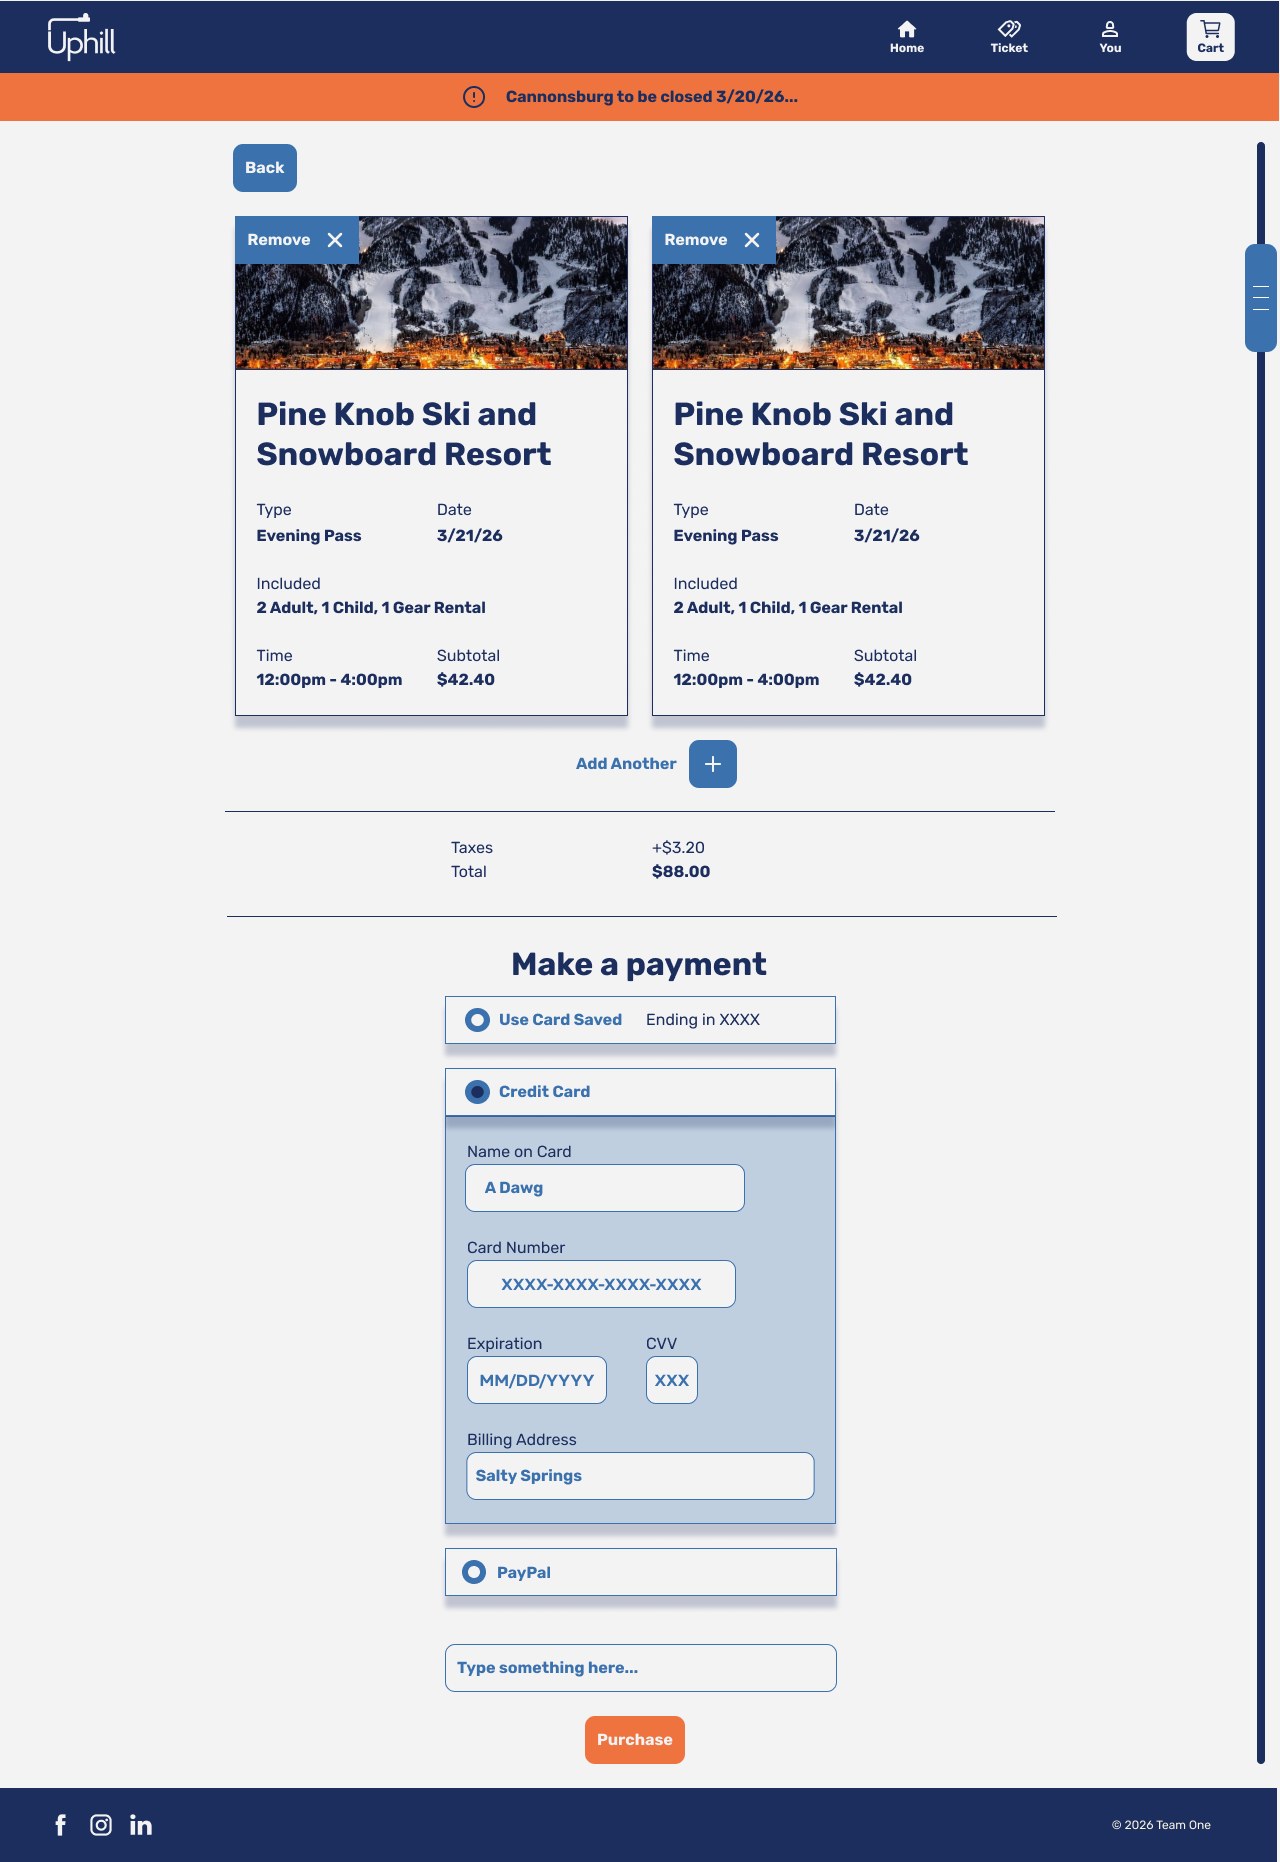 Uphill
Home
Ticket
You
Cart
Cannonsburg to be closed 3/20/26...
Back
Remove
Pine Knob Ski and
Snowboard Resort
Type
Date
Evening Pass
3/21/26
Included
2 Adult, 1 Child, 1 Gear Rental
Time
Subtotal
12:00pm - 4:00pm
$42.40
Remove
Pine Knob Ski and
Snowboard Resort
Type
Date
Evening Pass
3/21/26
Included
2 Adult, 1 Child, 1 Gear Rental
Time
Subtotal
12:00pm - 4:00pm
$42.40
Add Another
Taxes
+$3.20
Total
$88.00
Make a payment
Use Card Saved
Ending in XXXX
Credit Card
Name on Card
A Dawg
Card Number
XXXX-XXXX-XXXX-XXXX
Expiration
CVV
MM/DD/YYYY
XXX
Billing Address
Salty Springs
PayPal
Type something here...
Purchase
© 2026 Team One